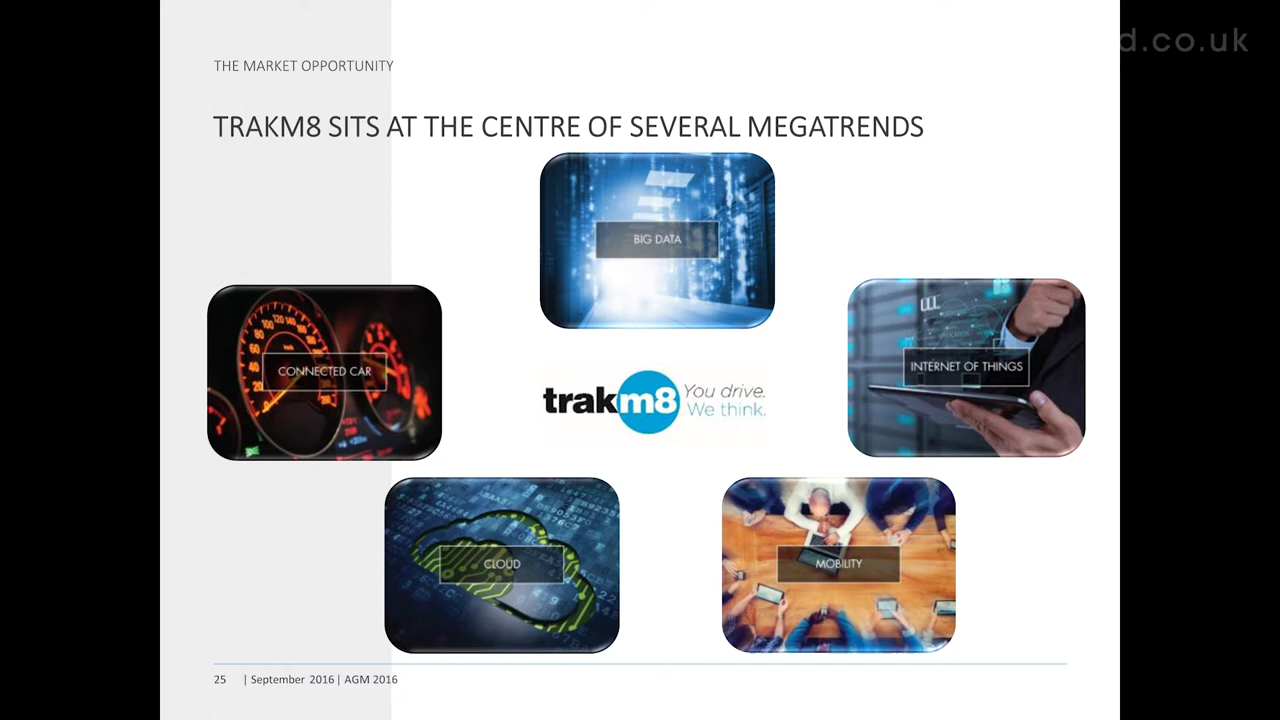 d.co.uk
THE MARKET OPPORTUNITY
TRAKM8 SITS AT THE CENTRE OF SEVERAL MEGATRENDS
BIG DATA
CONNECTED CAR
INTERNET OF THINGS
trakm8 You drive.
We think.
CLOUD
MOBILITY
25 | September 2016 | AGM 2016